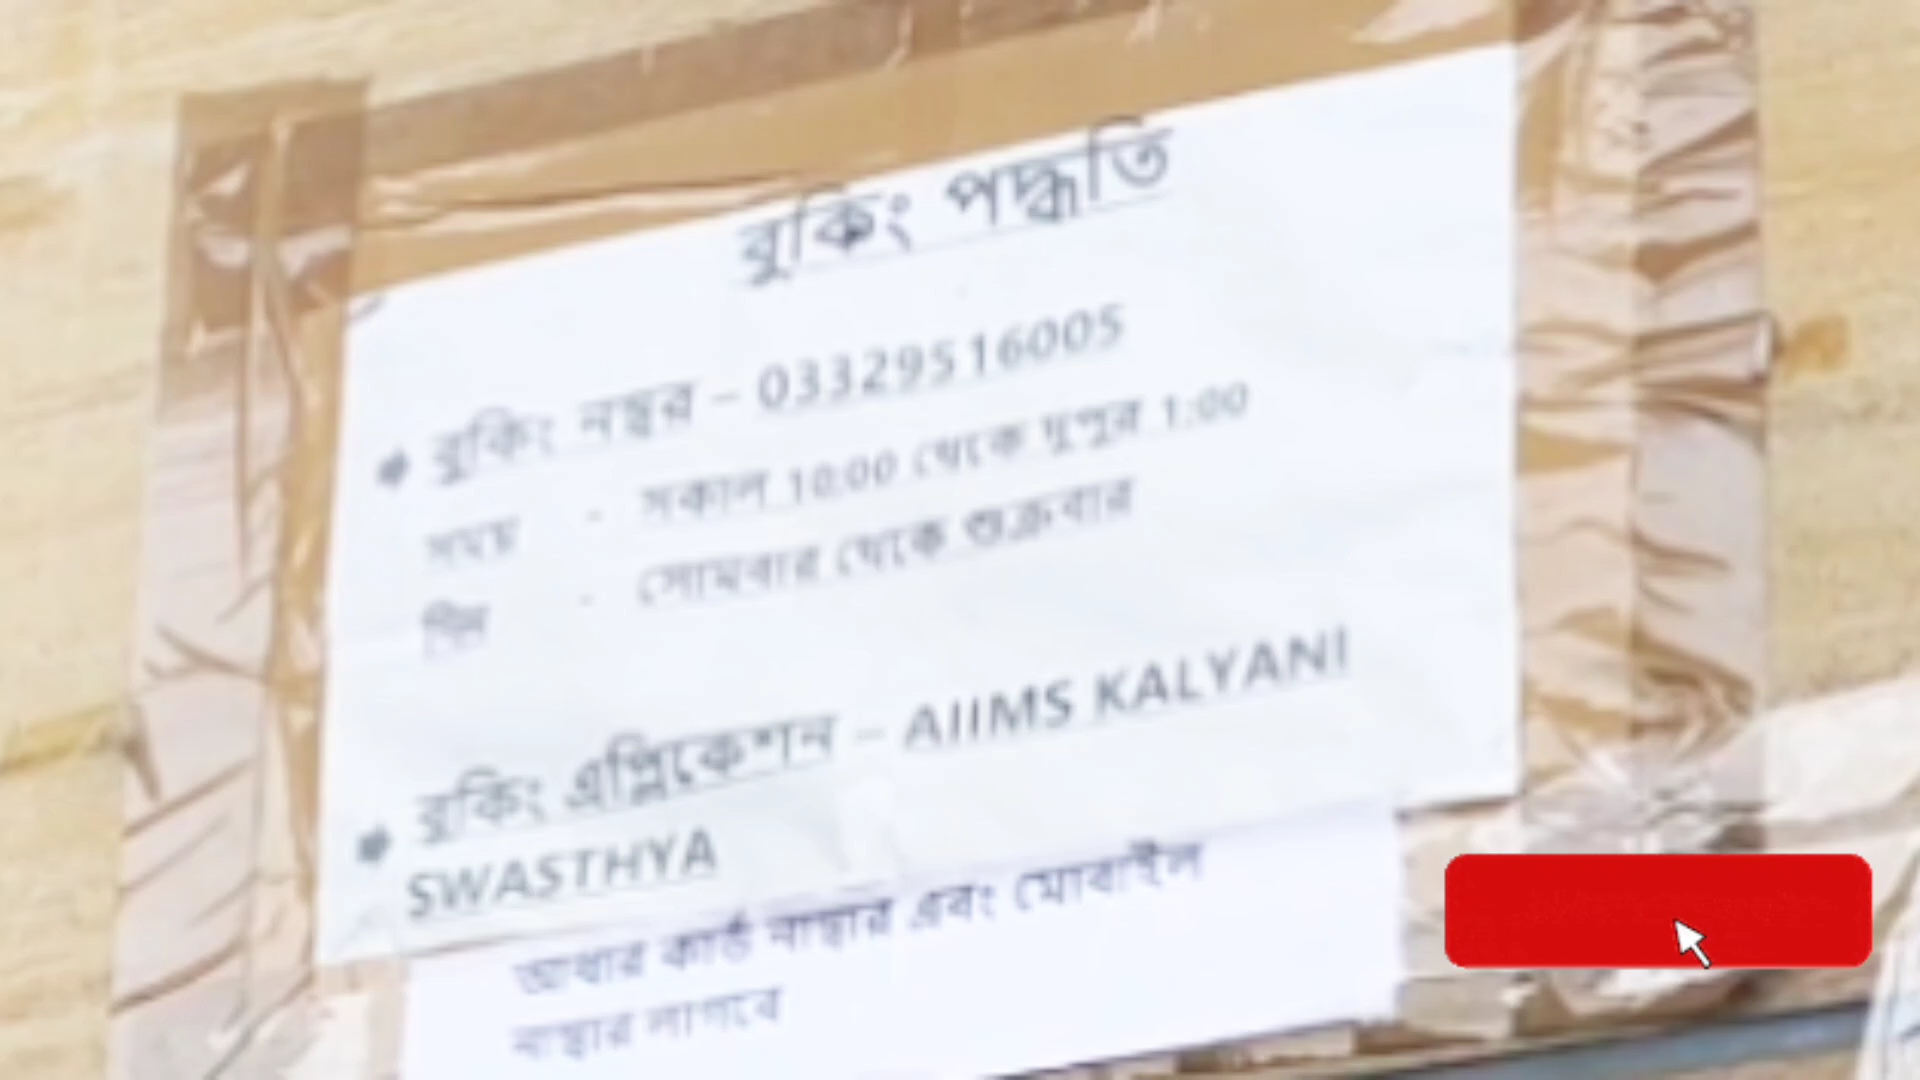 বুকিং পদ্ধতি
বুকিং নম্বর – 03329516005
সময় - সকাল 10:00 থেকে দুপুর 1:00
দিন - সোমবার থেকে শুক্রবার
বুকিং এপ্লিকেশন – AIIMS KALYANI
SWASTHYA
আধার কার্ড নাম্বার এবং মোবাইল
নাম্বার লাগবে